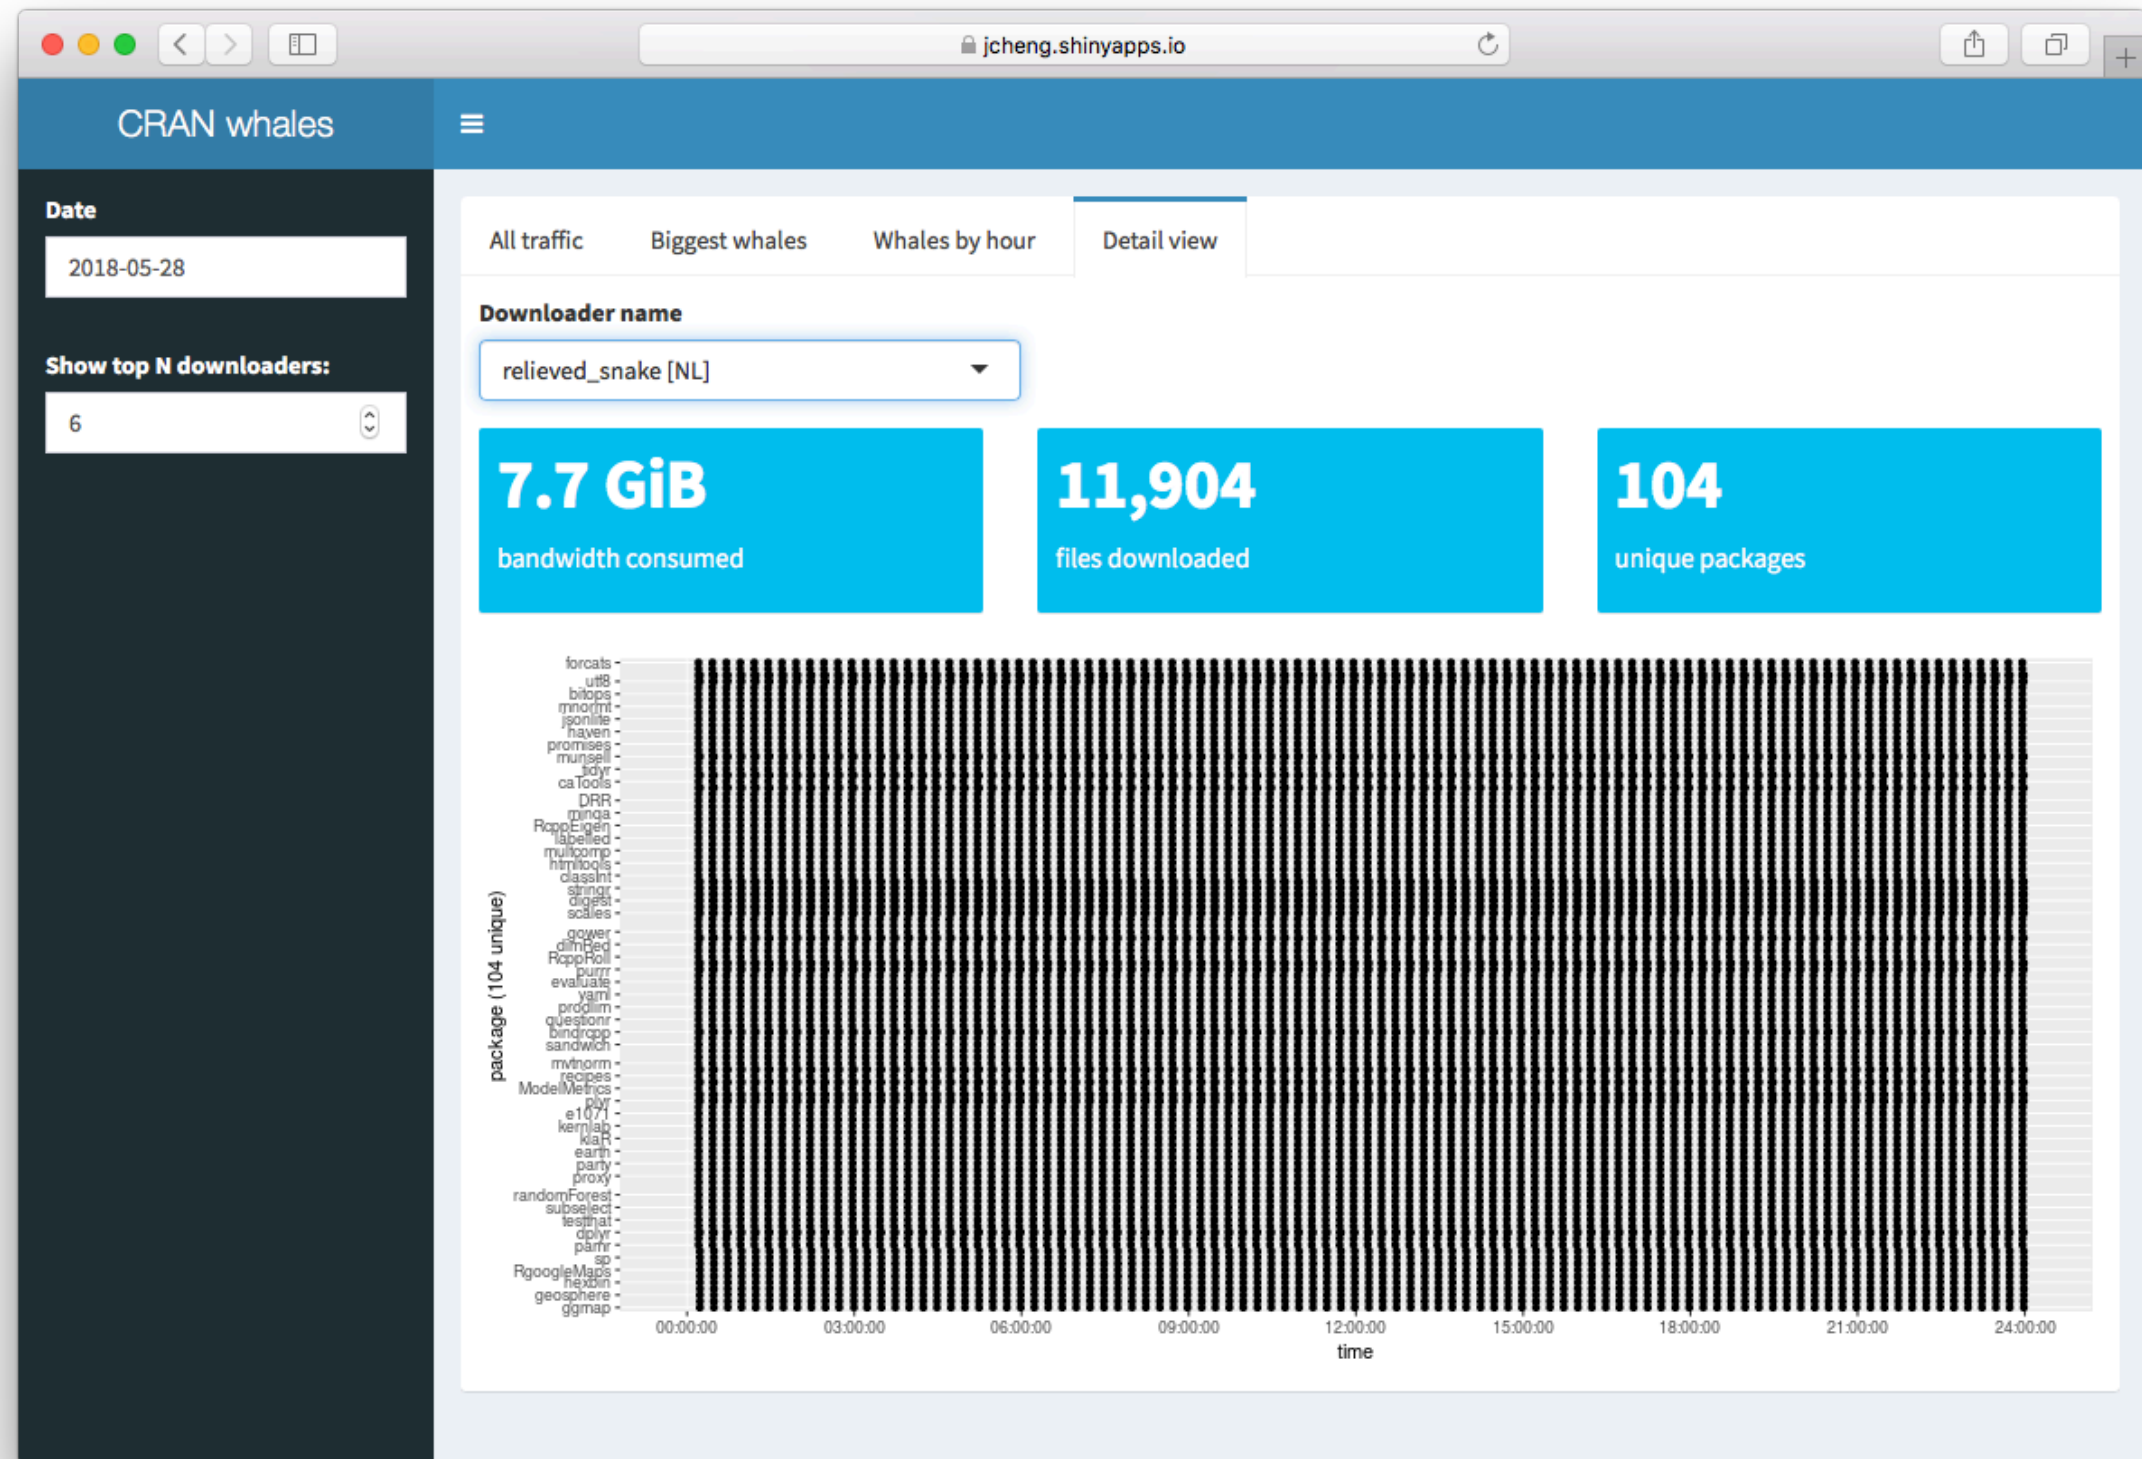 jcheng.shinyapps.io
CRAN whales
Date
2018-05-28
Show top N downloaders:
6
All traffic
Biggest whales
Whales by hour
Detail view
Downloader name
relieved_snake [NL]
7.7 GiB
bandwidth consumed
11,904
files downloaded
104
unique packages
package (104 unique)
forcats
utf8
bitops
mnormt
jsonlite
haven
promises
munsell
tidyr
caTools
DRR
minqa
RcppEigen
labelled
multcomp
htmltools
classInt
stringr
digest
scales
gower
dimRed
RcppRoll
purrr
evaluate
yaml
prodlim
questionr
bindrcpp
sandwich
mvtnorm
recipes
ModelMetrics
plyr
e1071
kernlab
klaR
earth
party
proxy
randomForest
subselect
testthat
dplyr
pamr
sp
RgoogleMaps
hexbin
geosphere
ggmap
00:00:00
03:00:00
06:00:00
09:00:00
12:00:00
15:00:00
18:00:00
21:00:00
24:00:00
time